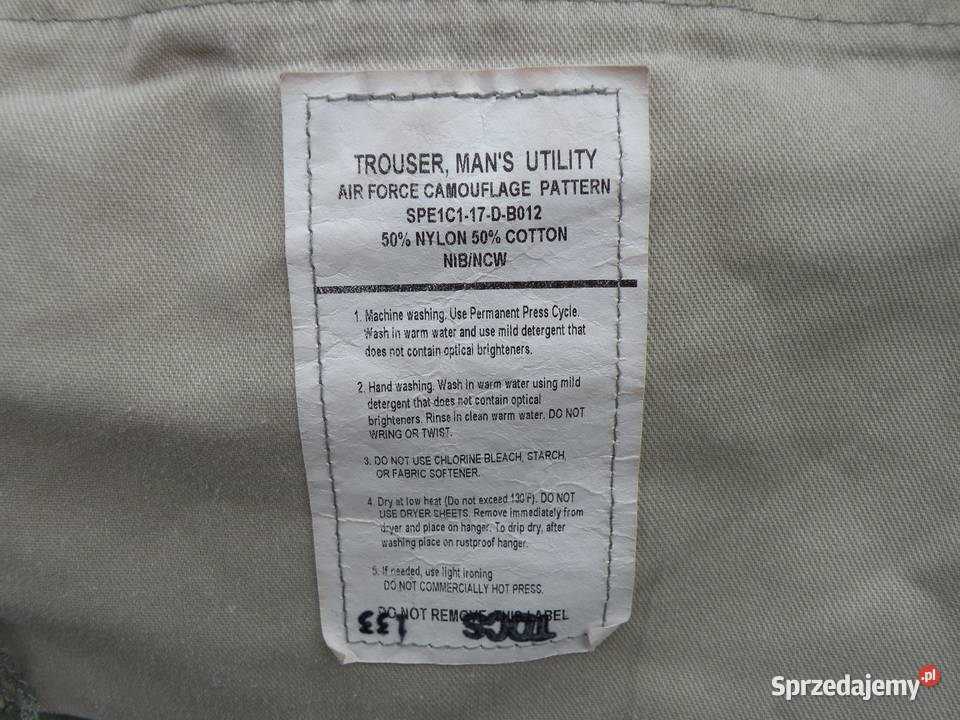 TROUSER, MAN'S UTILITY
AIR FORCE CAMOUFLAGE PATTERN
SPE1C1-17-D-B012
50% NYLON 50% COTTON
NIB/NCW
1. Machine washing. Use Permanent Press Cycle.
Wash in warm water and use mild detergent that
does not contain optical brighteners.
2. Hand washing. Wash in warm water using mild
detergent that does not contain optical
brighteners. Rinse in clean warm water. DO NOT
WRING OR TWIST.
3. DO NOT USE CHLORINE BLEACH, STARCH,
OR FABRIC SOFTENER.
4. Dry at low heat (Do not exceed 130°F). DO NOT
USE DRYER SHEETS. Remove immediately from
dryer and place on hanger. To drip dry, after
washing place on rustproof hanger.
5. If needed, use light ironing
DO NOT COMMERCIALLY HOT PRESS.
DO NOT REMOVE THIS LABEL
TDCS 133
Sprzedajemy.pl